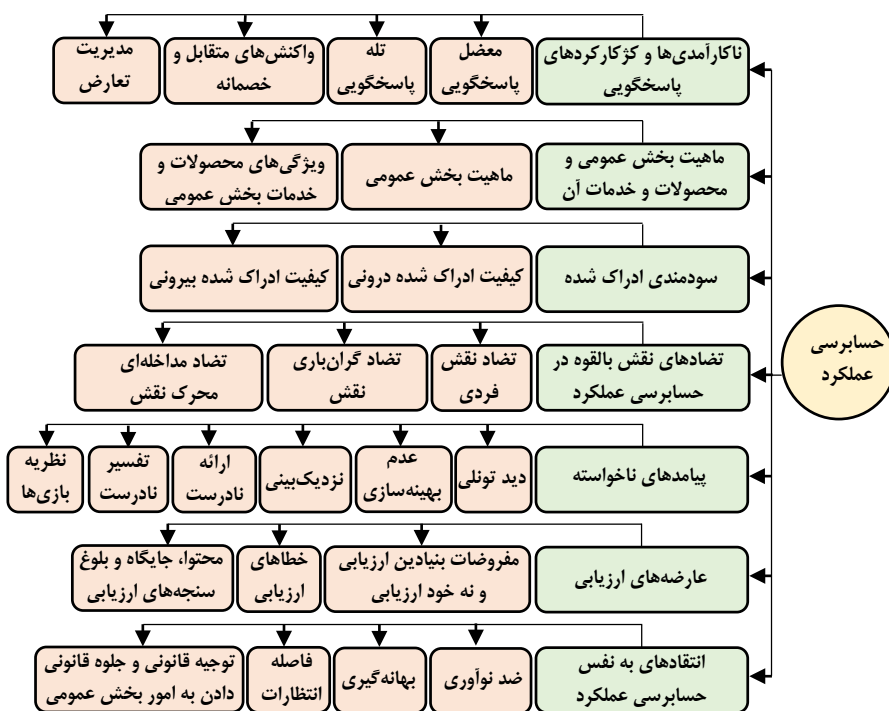 ناکارآمدی‌ها و کژکارکردهای
پاسخگویی
معضل
پاسخگویی
تله
پاسخگویی
واکنش‌های متقابل و
خصمانه
مدیریت
تعارض
ماهیت بخش عمومی و
محصولات و خدمات آن
ماهیت بخش عمومی
ویژگی‌های محصولات و
خدمات بخش عمومی
سودمندی ادراک شده
کیفیت ادراک شده درونی
کیفیت ادراک شده بیرونی
حسابرسی
عملکرد
تضادهای نقش بالقوه در
حسابرسی عملکرد
تضاد نقش
فردی
تضاد گران‌باری
نقش
تضاد مداخله‌ای
محرک نقش
پیامدهای ناخواسته
دید تونلی
عدم
بهینه‌سازی
نزدیک‌بینی
ارائه
نادرست
تفسیر
نادرست
نظریه
بازی‌ها
عارضه‌های ارزیابی
مفروضات بنیادین ارزیابی
و نه خود ارزیابی
خطاهای
ارزیابی
محتوا، جایگاه و بلوغ
سنجه‌های ارزیابی
انتقادهای به نفس
حسابرسی عملکرد
ضد نوآوری
بهانه‌گیری
فاصله
انتظارات
توجیه قانونی و جلوه قانونی
دادن به امور بخش عمومی